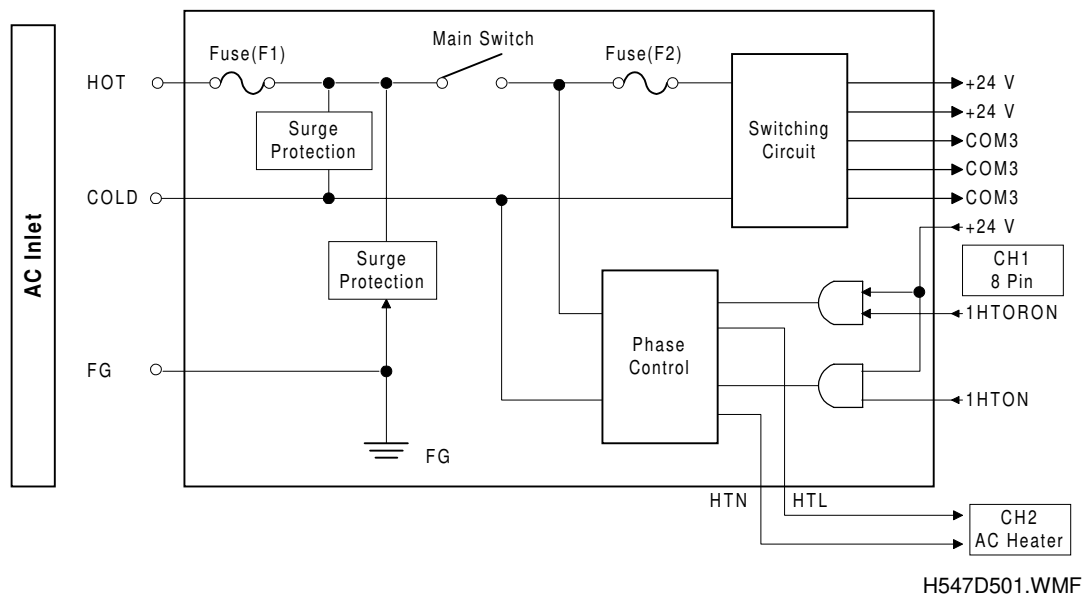 AC Inlet
HOT
COLD
FG
Fuse(F1)
Main Switch
Fuse(F2)
Surge
Protection
Surge
Protection
FG
Switching
Circuit
Phase
Control
+24 V
+24 V
COM3
COM3
COM3
+24 V
CH1
8 Pin
1HTORON
1HTON
HTN
HTL
CH2
AC Heater
H547D501.WMF